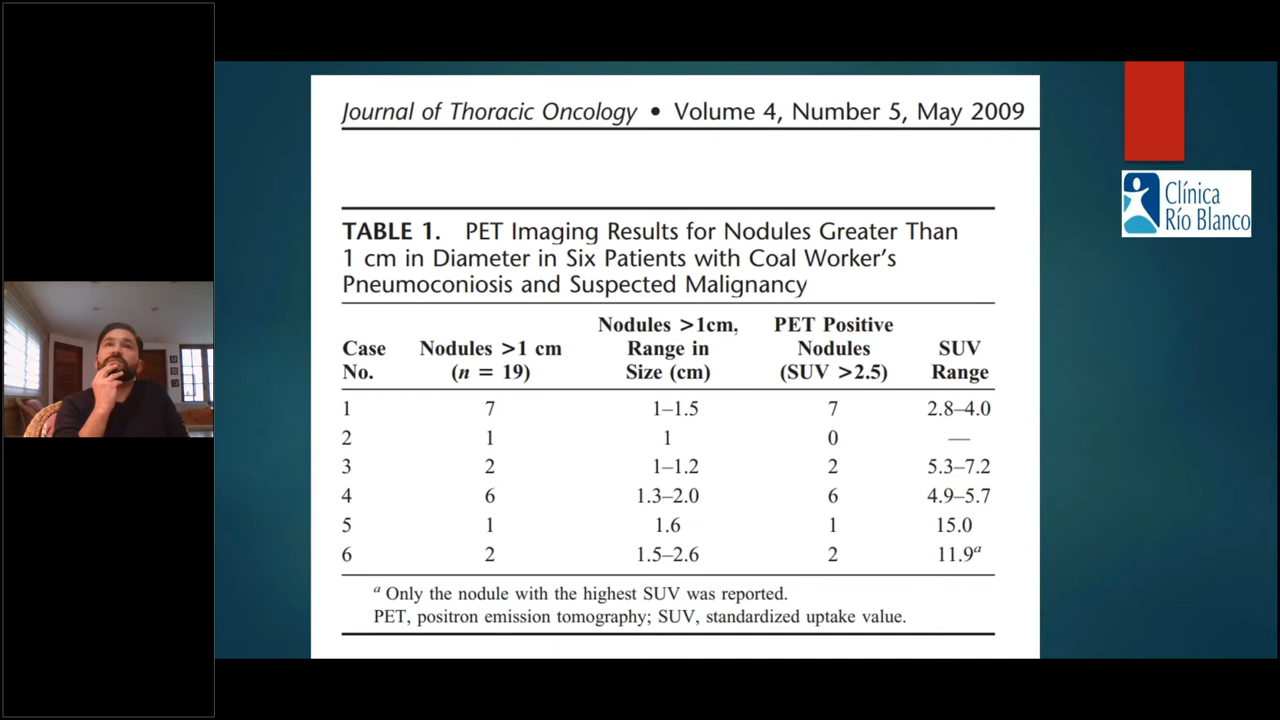 Journal of Thoracic Oncology • Volume 4, Number 5, May 2009
Clínica
Río Blanco
TABLE 1. PET Imaging Results for Nodules Greater Than
1 cm in Diameter in Six Patients with Coal Worker's
Pneumoconiosis and Suspected Malignancy
Case No. Nodules >1 cm (n = 19) Nodules >1cm, Range in Size (cm) PET Positive Nodules (SUV >2.5) SUV Range
1 7 1–1.5 7 2.8–4.0
2 1 1 0 —
3 2 1–1.2 2 5.3–7.2
4 6 1.3–2.0 6 4.9–5.7
5 1 1.6 1 15.0
6 2 1.5–2.6 2 11.9a
a Only the nodule with the highest SUV was reported.
PET, positron emission tomography; SUV, standardized uptake value.